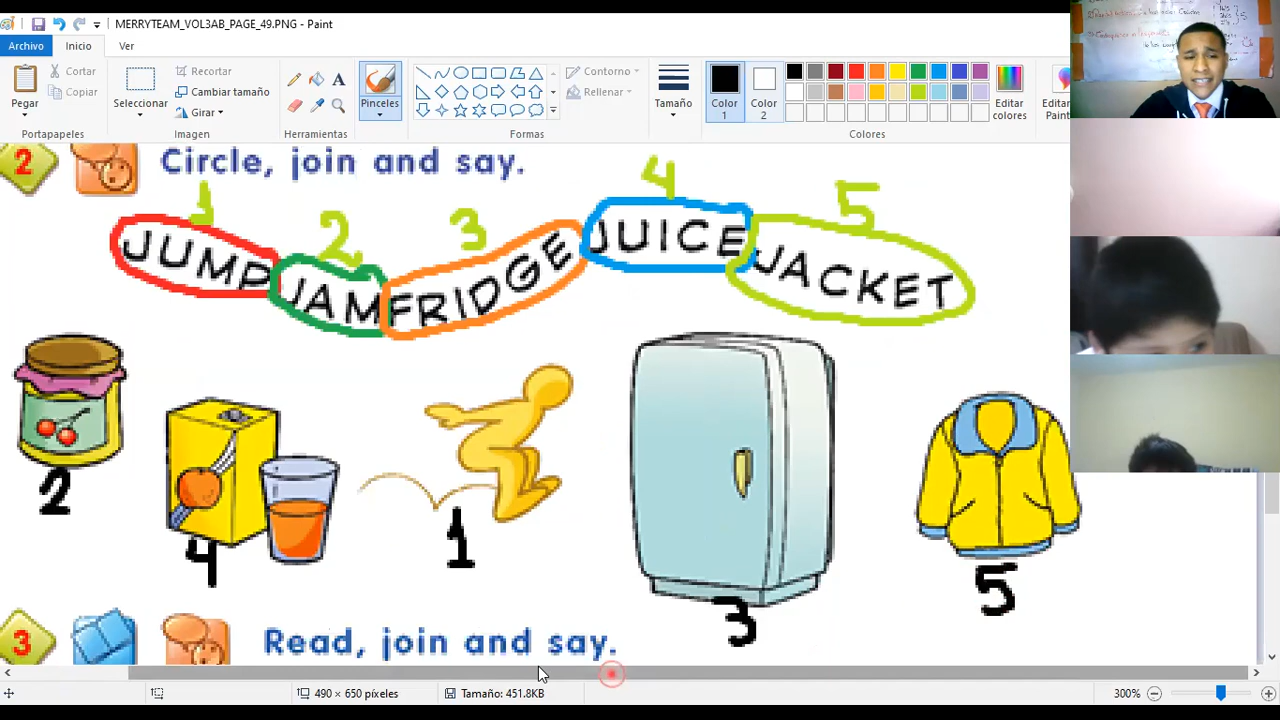 MERRYTEAM_VOL3AB_PAGE_49.PNG - Paint
Archivo Inicio Ver
Pegar Cortar Copiar
Seleccionar Recortar Cambiar tamaño Girar
A
Pinceles
Contorno Rellenar
Tamaño
Color 1 Color 2
Editar colores
Editar Paint
Portapapeles Imagen Herramientas Formas Colores
2 Circle, join and say.
1 2 3 4 5
JUMP JAM FRIDGE JUICE JACKET
2 4 1 3 5
3 Read, join and say.
490 × 650 píxeles Tamaño: 451.8KB 300%